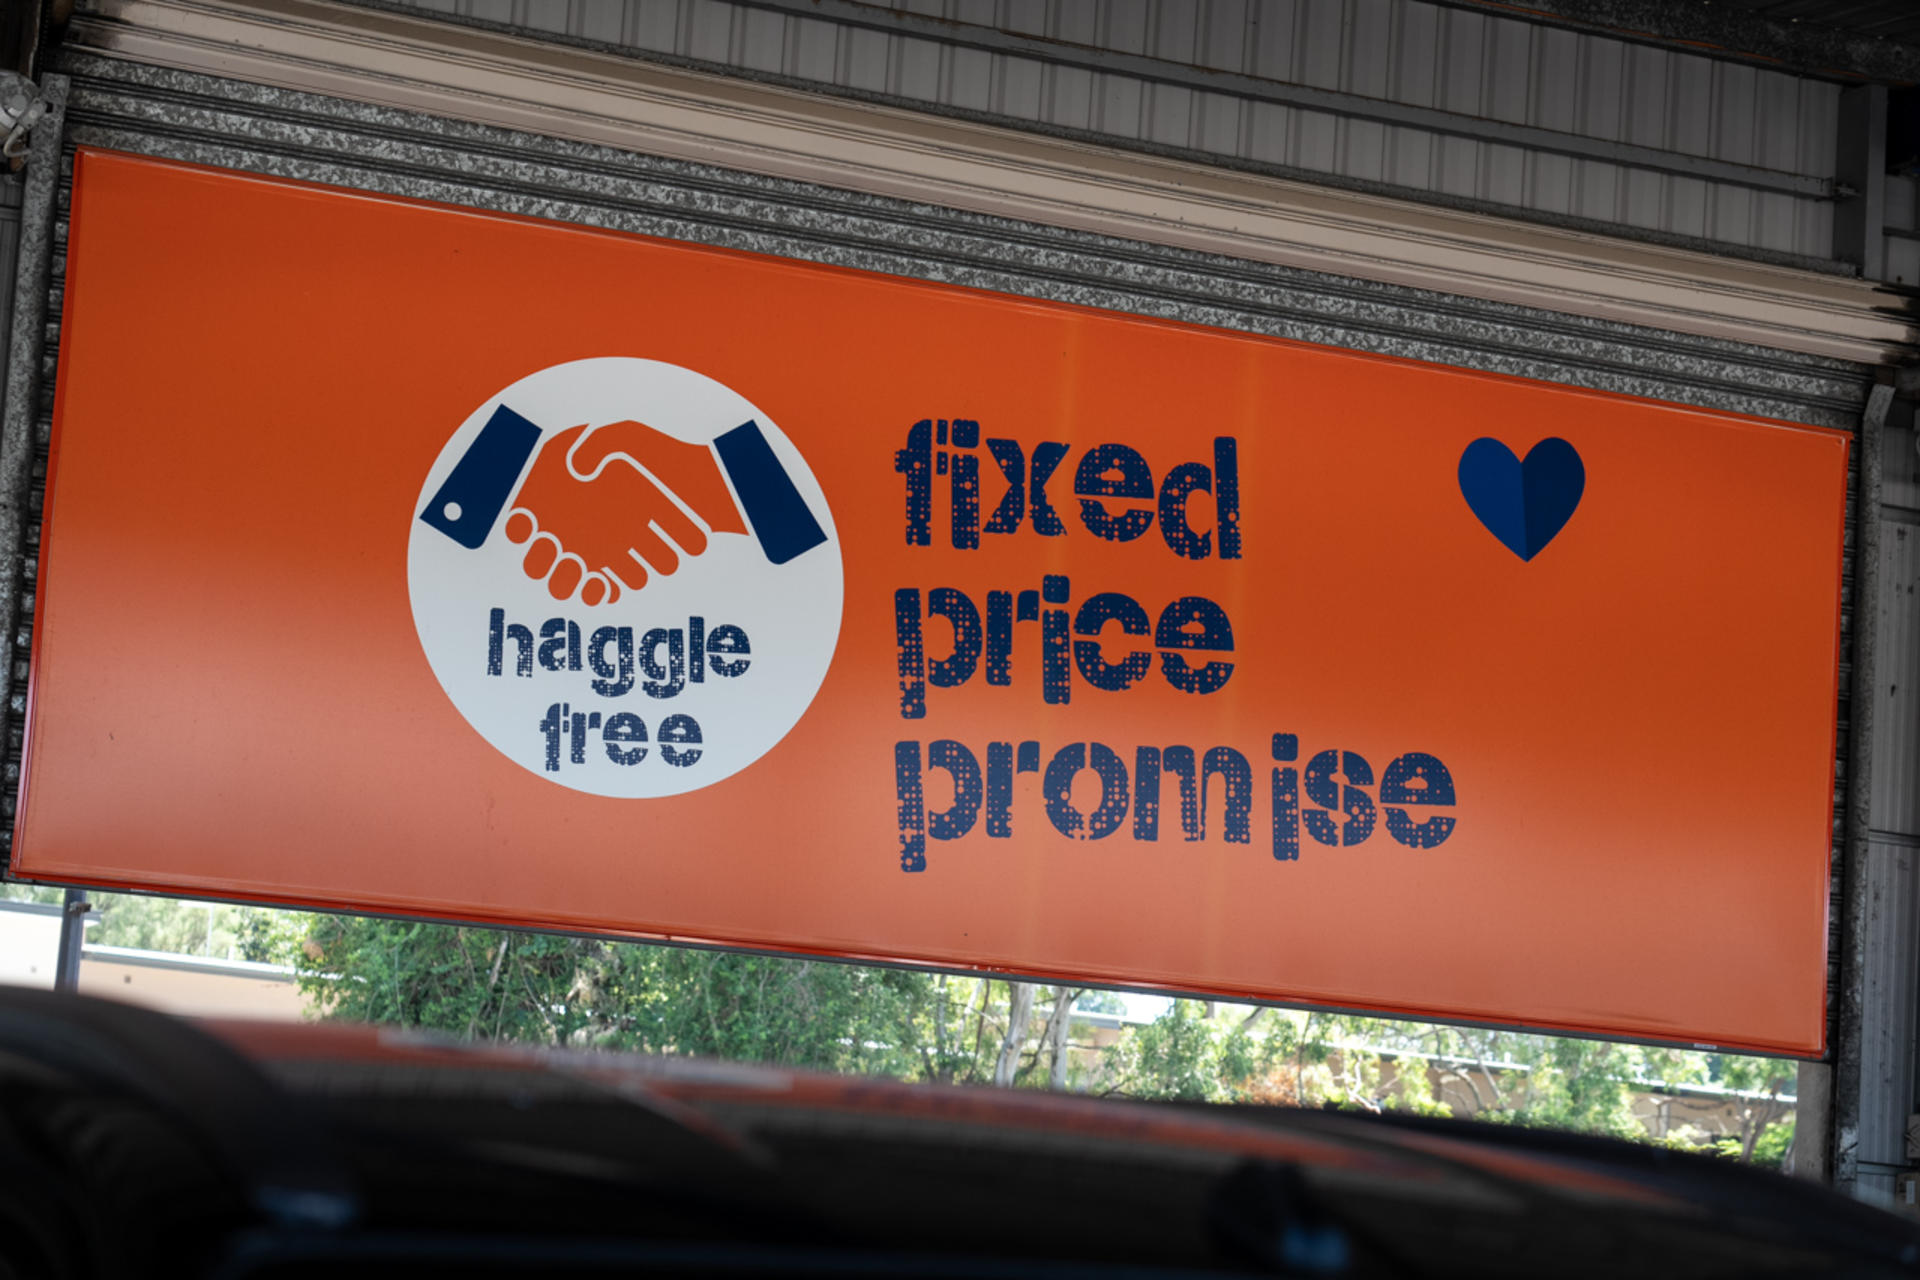 haggle
free
fixed
price
promise